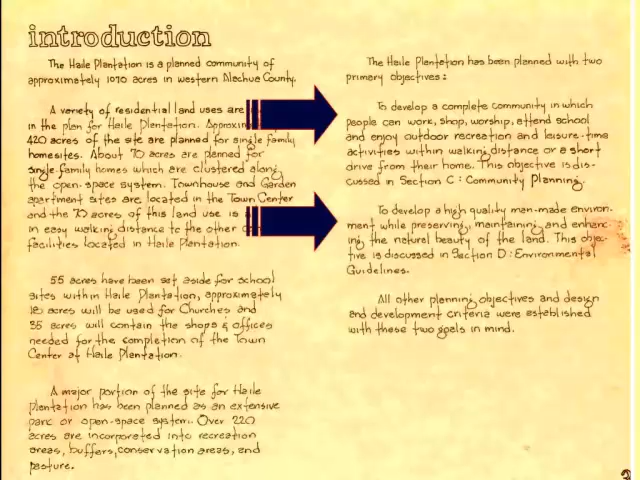 introduction
The Haile Plantation is a planned community of
approximately 1070 acres in western Alachua County.
A variety of residential land uses are
in the plan for Haile Plantation. Approxi
420 acres of the site are planned for single family
homesites. About 70 acres are planned for
single family homes which are clustered along
the open-space system. Townhouse and Garden
apartment sites are located in the Town Center
and the 70 acres of this land use is
in easy walking distance to the other
facilities located in Haile Plantation.
55 acres have been set aside for school
sites within Haile Plantation, approximately
18 acres will be used for Churches and
35 acres will contain the shops & offices
needed for the completion of the Town
Center at Haile Plantation.
A major portion of the site for Haile
Plantation has been planned as an extensive
park or open-space system. Over 220
acres are incorporated into recreation
areas, buffers, conservation areas, and
pasture.
The Haile Plantation has been planned with two
primary objectives:
To develop a complete community in which
people can work, shop, worship, attend school
and enjoy outdoor recreation and leisure-time
activities within walking distance or a short
drive from their home. This objective is dis-
cussed in Section C: Community Planning.
To develop a high quality man-made environ-
ment while preserving, maintaining, and enhanc-
ing the natural beauty of the land. This objec-
tive is discussed in Section D: Environmental
Guidelines.
All other planning objectives and design
and development criteria were established
with these two goals in mind.
3